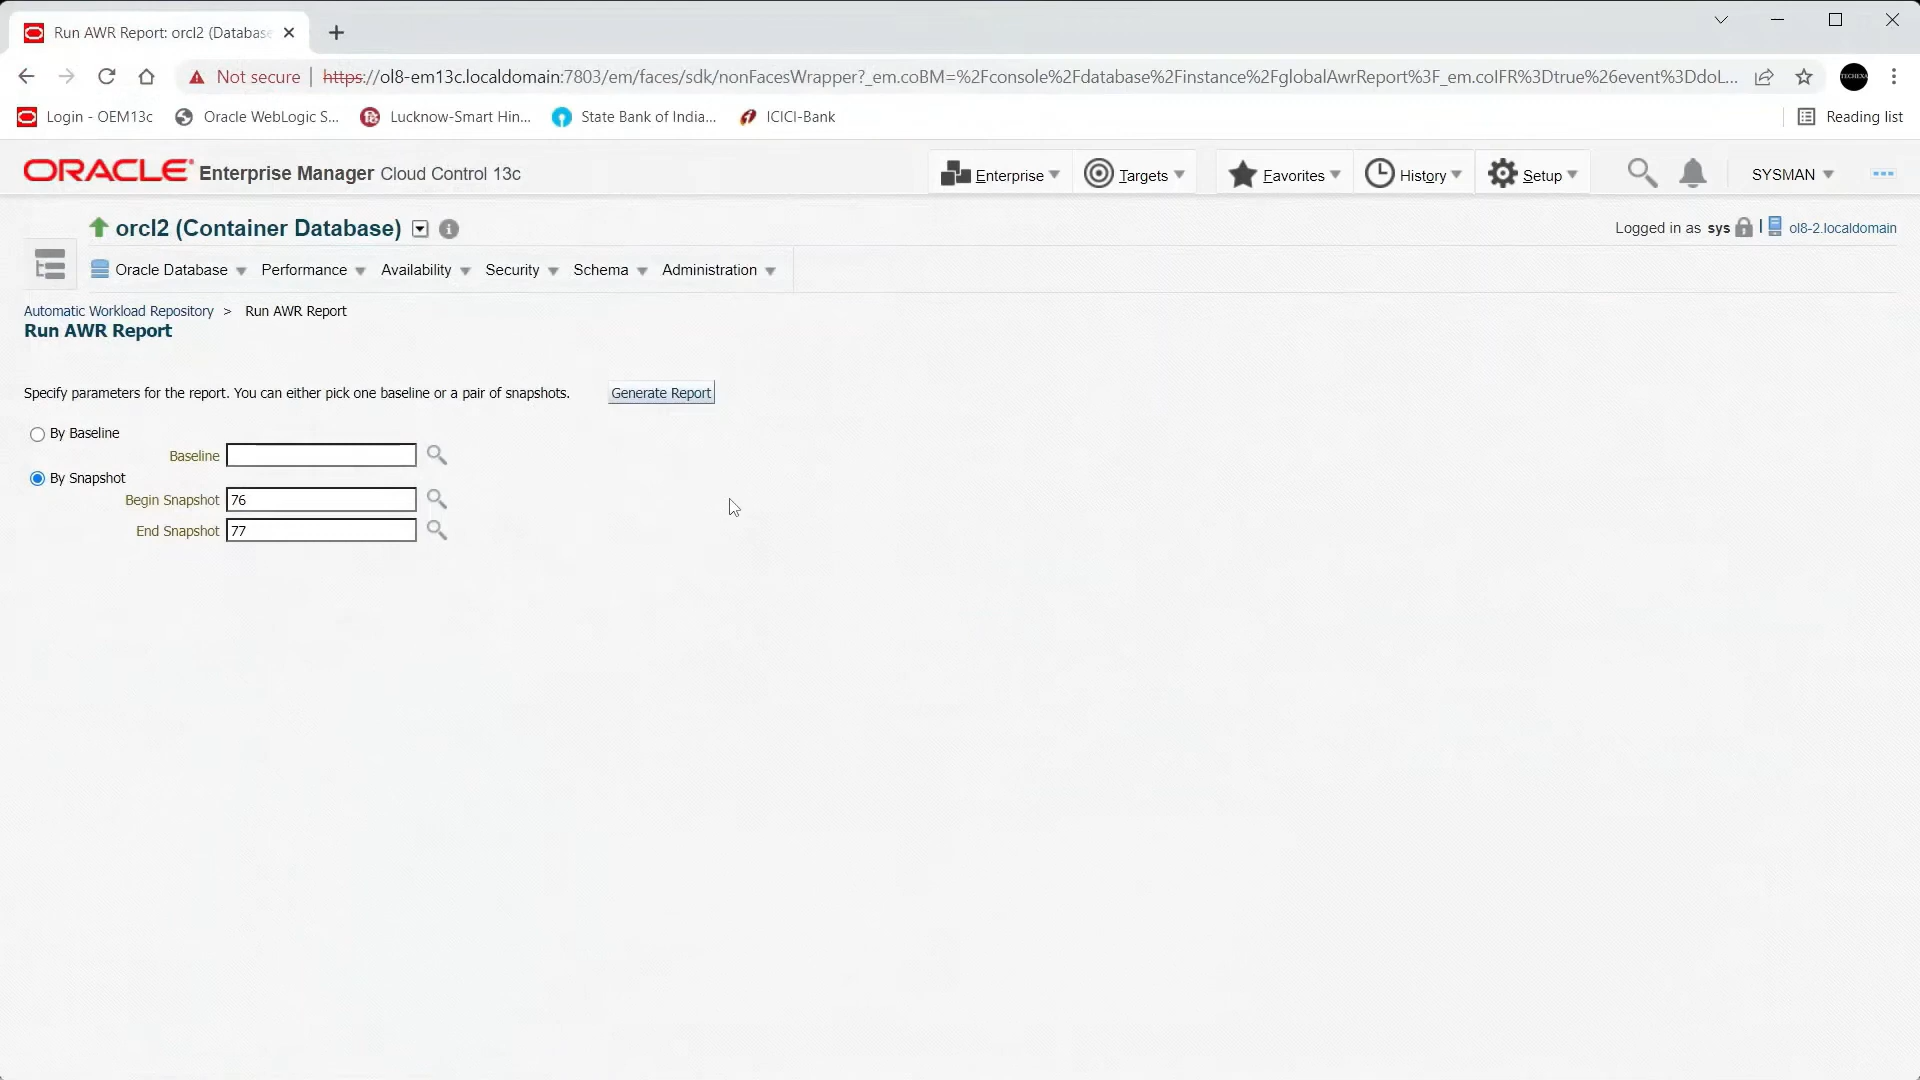 Run AWR Report: orcl2 (Database
Not secure | https://ol8-em13c.localdomain:7803/em/faces/sdk/nonFacesWrapper?_em.coBM=%2Fconsole%2Fdatabase%2Finstance%2FglobalAwrReport%3F_em.coIFR%3Dtrue%26event%3DdoL...
TECHEXA
Login - OEM13c
Oracle WebLogic S...
Lucknow-Smart Hin...
State Bank of India...
ICICI-Bank
Reading list
ORACLE Enterprise Manager Cloud Control 13c
Enterprise
Targets
Favorites
History
Setup
SYSMAN
orcl2 (Container Database)
Logged in as sys
ol8-2.localdomain
Oracle Database
Performance
Availability
Security
Schema
Administration
Automatic Workload Repository > Run AWR Report
Run AWR Report
Specify parameters for the report. You can either pick one baseline or a pair of snapshots.
Generate Report
By Baseline
Baseline
By Snapshot
Begin Snapshot 76
End Snapshot 77